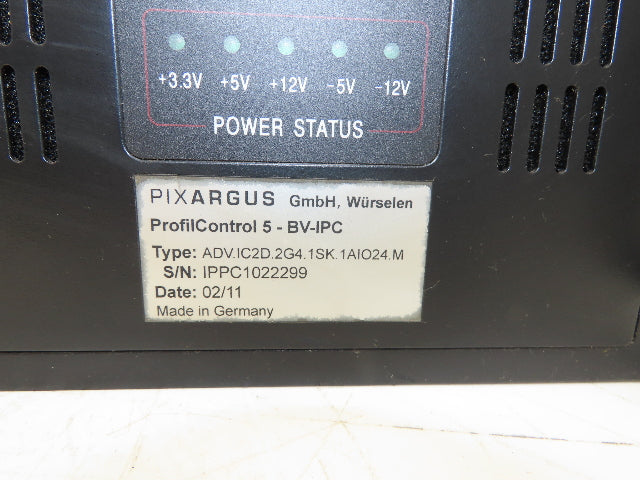 +3.3V +5V +12V -5V -12V
POWER STATUS
PIXARGUS GmbH, Würselen
ProfilControl 5 - BV-IPC
Type: ADV.IC2D.2G4.1SK.1AIO24.M
S/N: IPPC1022299
Date: 02/11
Made in Germany